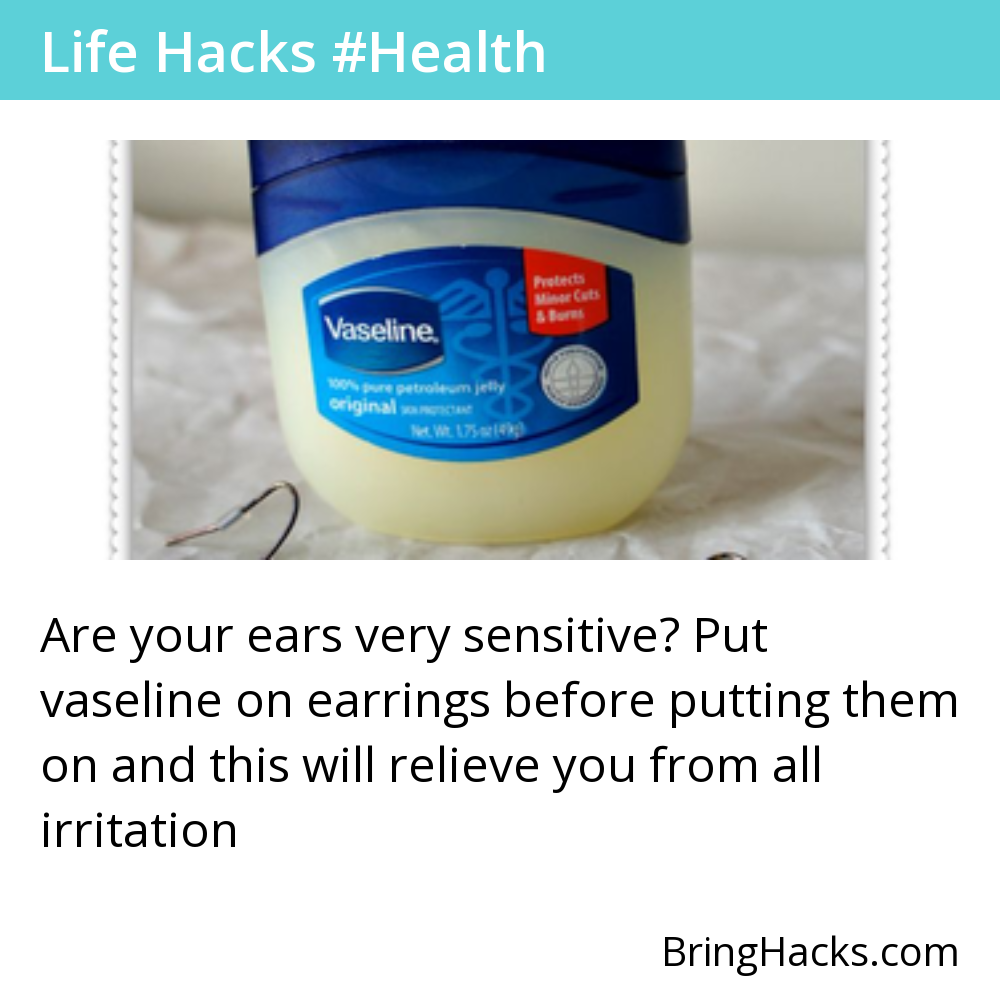 Life Hacks #Health
Protects
Minor Cuts
& Burns
Vaseline.
100% pure petroleum jelly
original SKIN PROTECTANT
Net. Wt. 1.75 oz (49g)
Are your ears very sensitive? Put
vaseline on earrings before putting them
on and this will relieve you from all
irritation
BringHacks.com